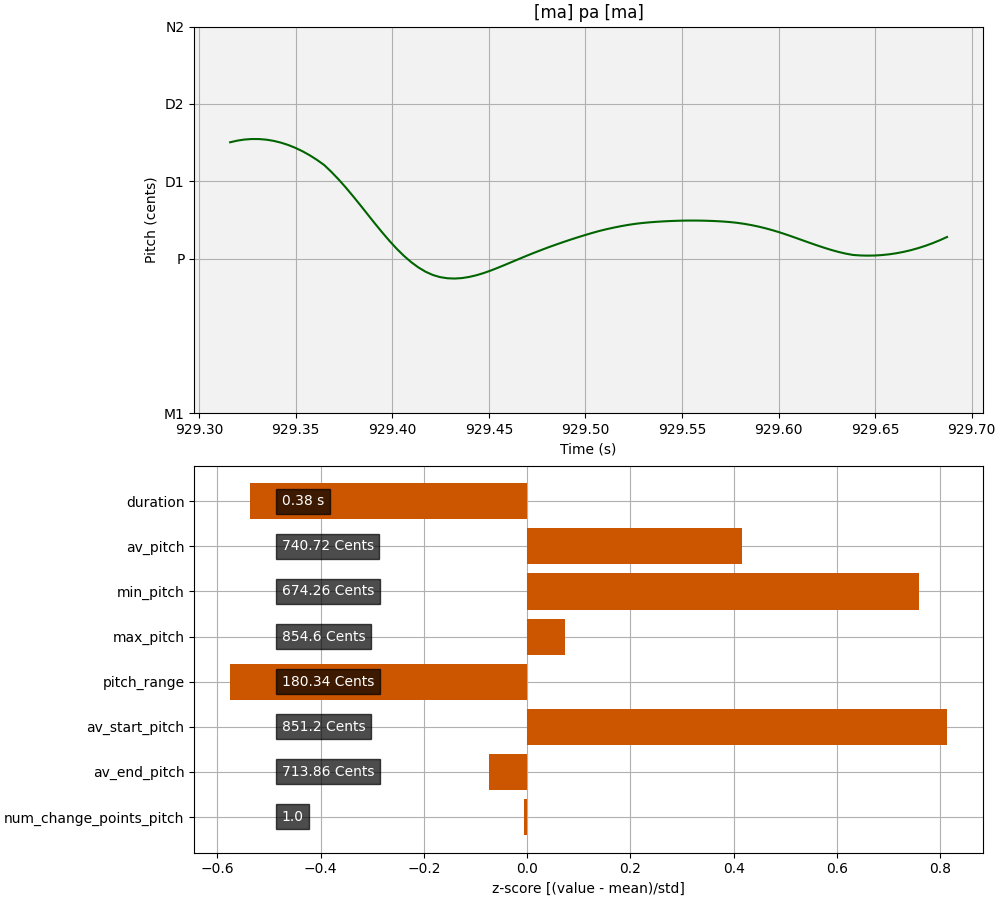 [ma] pa [ma]
N2
D2
D1
P
M1
Pitch (cents)
929.30 929.35 929.40 929.45 929.50 929.55 929.60 929.65 929.70
Time (s)
duration 0.38 s
av_pitch 740.72 Cents
min_pitch 674.26 Cents
max_pitch 854.6 Cents
pitch_range 180.34 Cents
av_start_pitch 851.2 Cents
av_end_pitch 713.86 Cents
num_change_points_pitch 1.0
−0.6 −0.4 −0.2 0.0 0.2 0.4 0.6 0.8
z-score [(value - mean)/std]